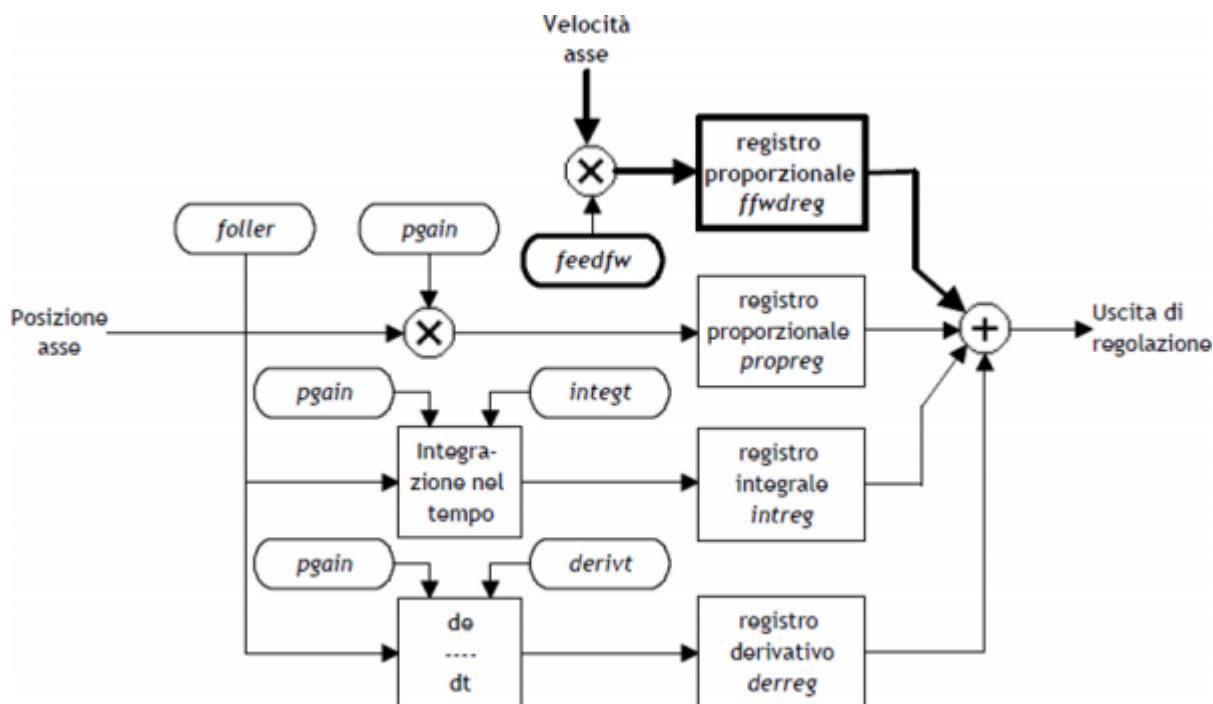 Velocità
asse
registro
proporzionale
ffwdreg
foller
pgain
feedfw
Posizione
asse
registro
proporzionale
propreg
Uscita di
regolazione
pgain
integt
Integra-
zione nel
tempo
registro
integrale
intreg
pgain
derivt
de
----
dt
registro
derivativo
derreg